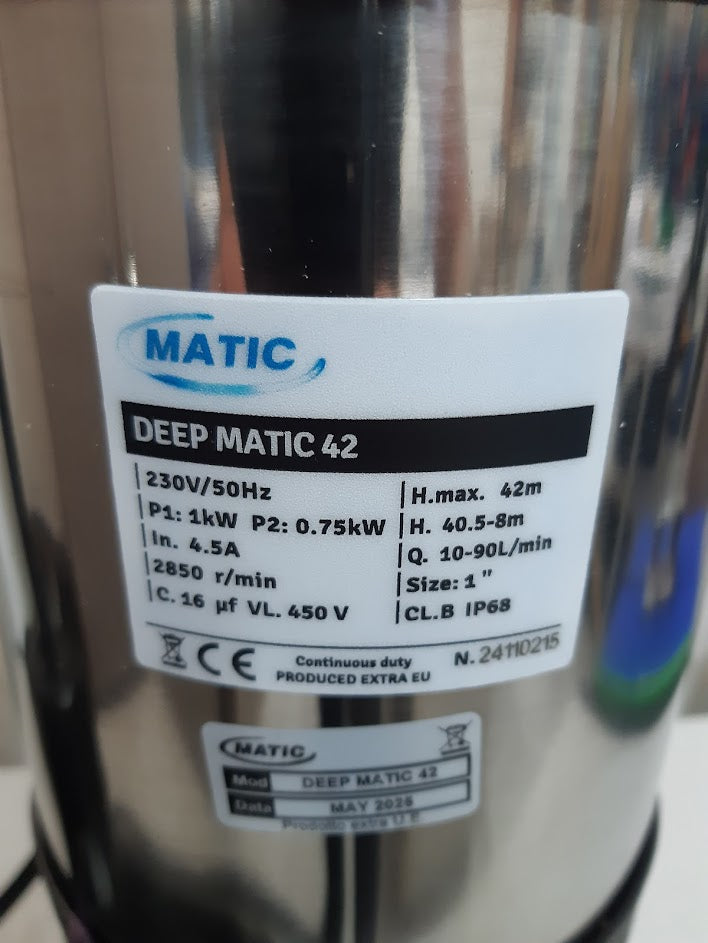 MATIC
DEEP MATIC 42
230V/50Hz
P1: 1kW P2: 0.75kW
In. 4.5A
2850 r/min
C. 16 µf VL. 450 V
H.max. 42m
H. 40.5-8m
Q. 10-90L/min
Size: 1"
CL.B IP68
CE
Continuous duty
PRODUCED EXTRA EU
N. 24110215
MATIC
Mod DEEP MATIC 42
Data MAY 2025
Prodotto extra U.E.